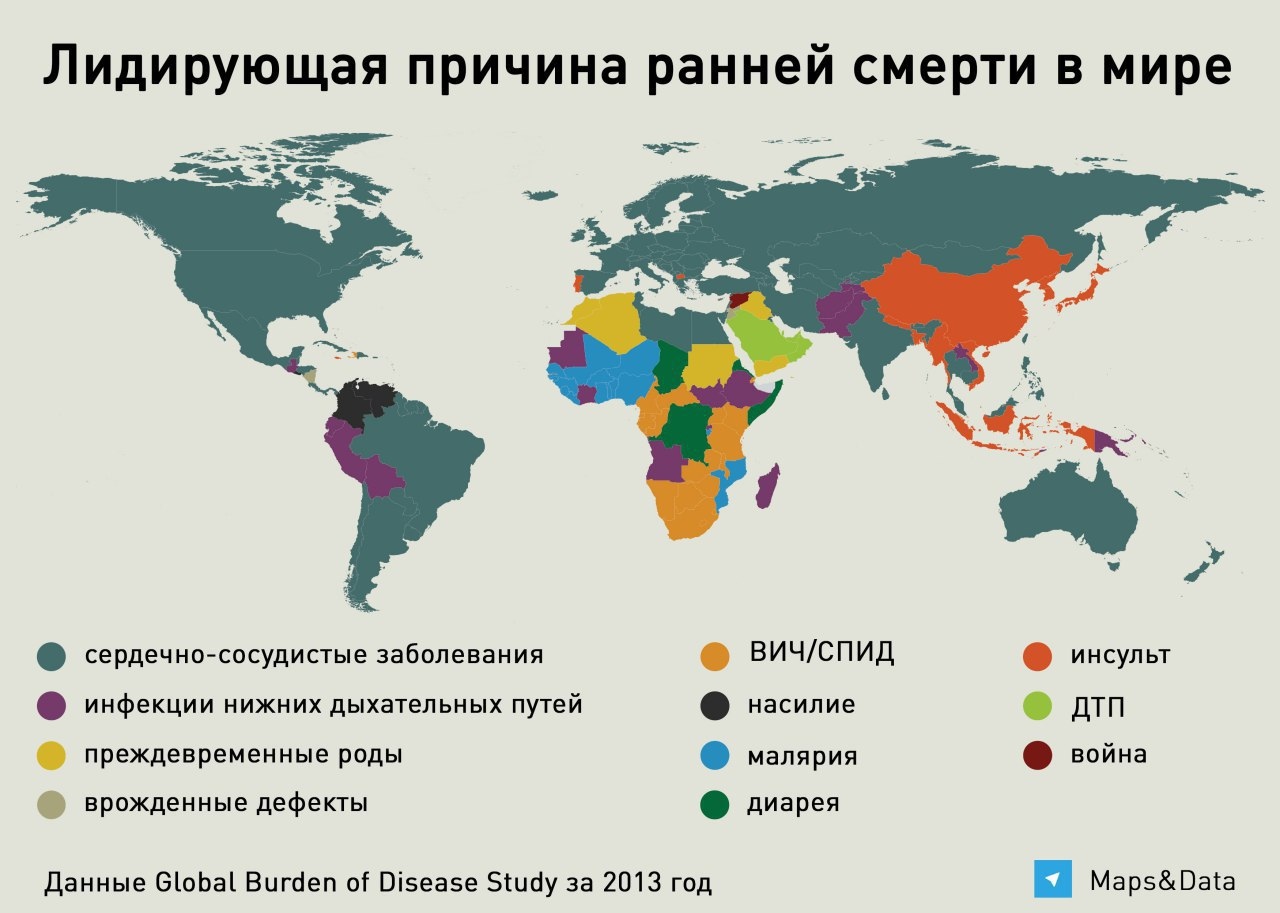 Лидирующая причина ранней смерти в мире
сердечно-сосудистые заболевания
инфекции нижних дыхательных путей
преждевременные роды
врожденные дефекты
ВИЧ/СПИД
насилие
малярия
диарея
инсульт
ДТП
война
Данные Global Burden of Disease Study за 2013 год
Maps&Data